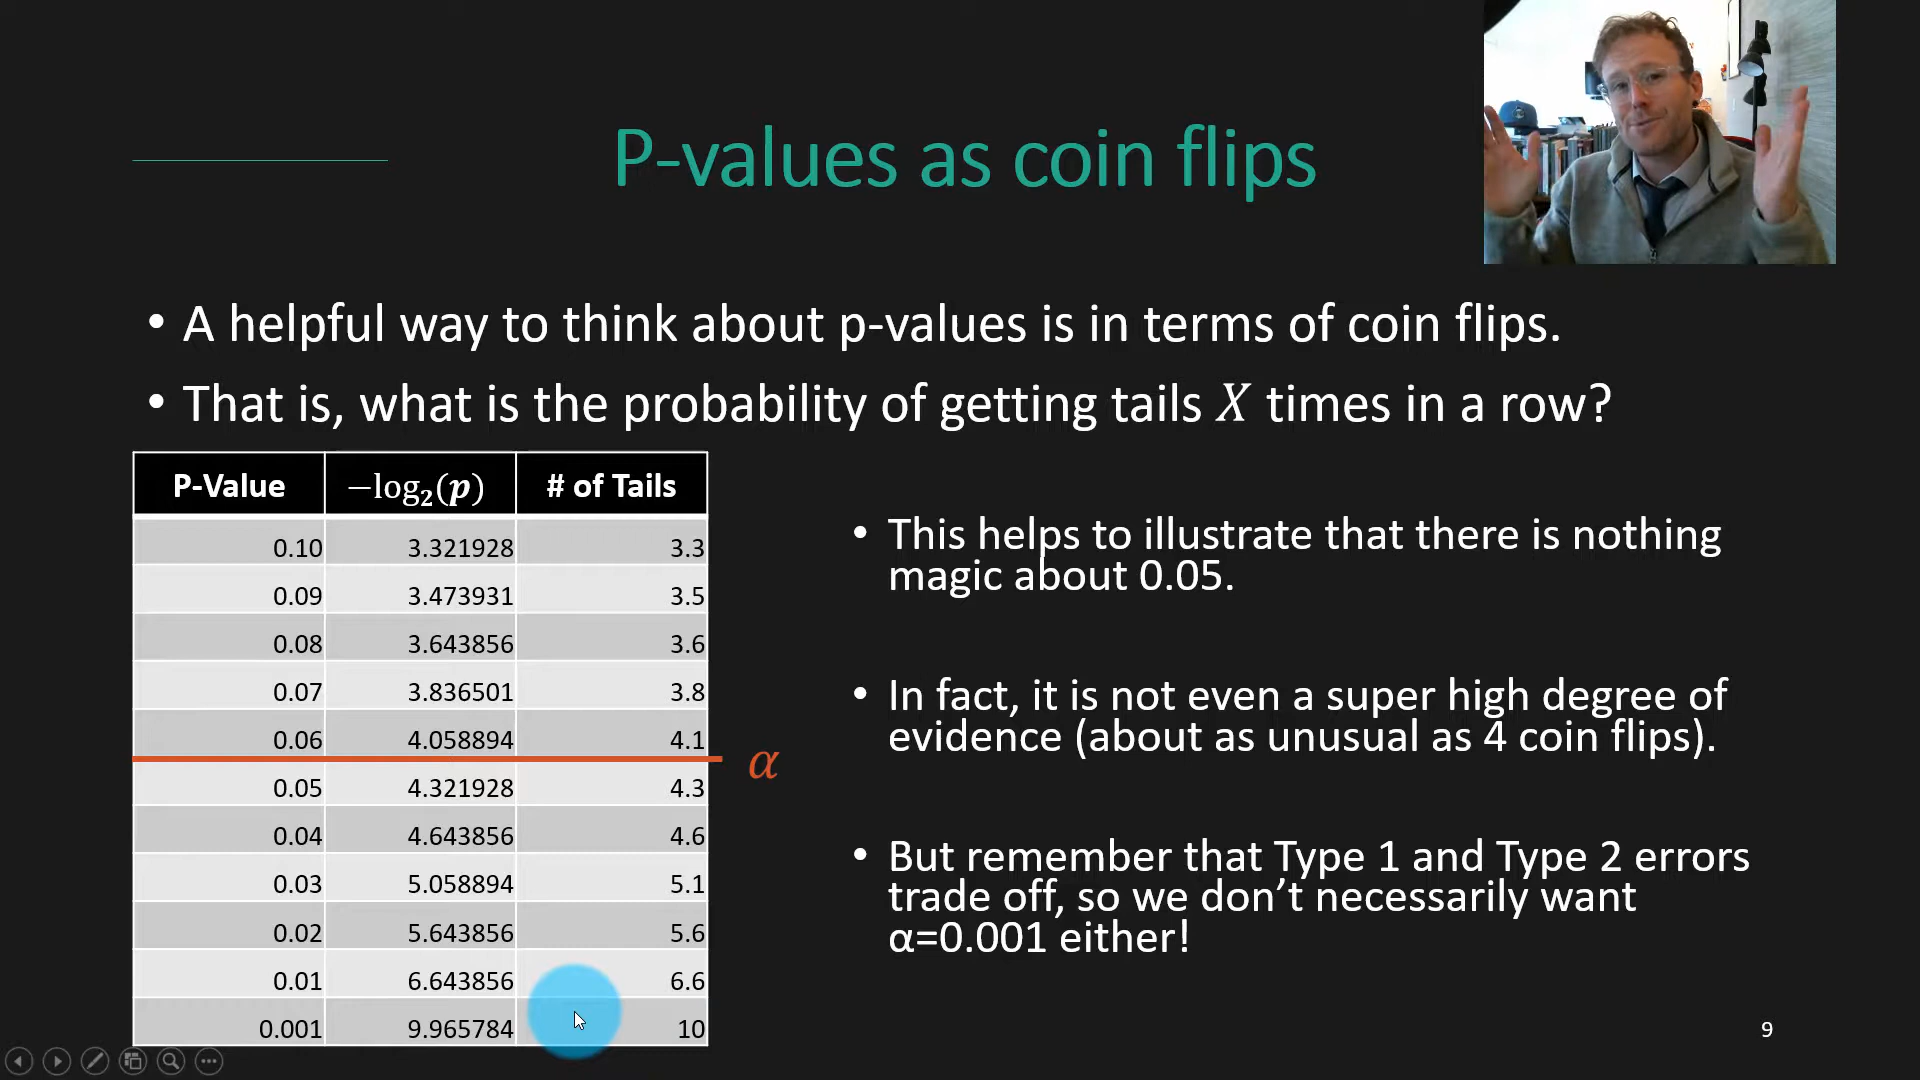 P-values as coin flips
• A helpful way to think about p-values is in terms of coin flips.
• That is, what is the probability of getting tails X times in a row?
P-Value −log₂(p) # of Tails
0.10 3.321928 3.3
0.09 3.473931 3.5
0.08 3.643856 3.6
0.07 3.836501 3.8
0.06 4.058894 4.1
α
0.05 4.321928 4.3
0.04 4.643856 4.6
0.03 5.058894 5.1
0.02 5.643856 5.6
0.01 6.643856 6.6
0.001 9.965784 10
• This helps to illustrate that there is nothing
magic about 0.05.
• In fact, it is not even a super high degree of
evidence (about as unusual as 4 coin flips).
• But remember that Type 1 and Type 2 errors
trade off, so we don’t necessarily want
α=0.001 either!
9